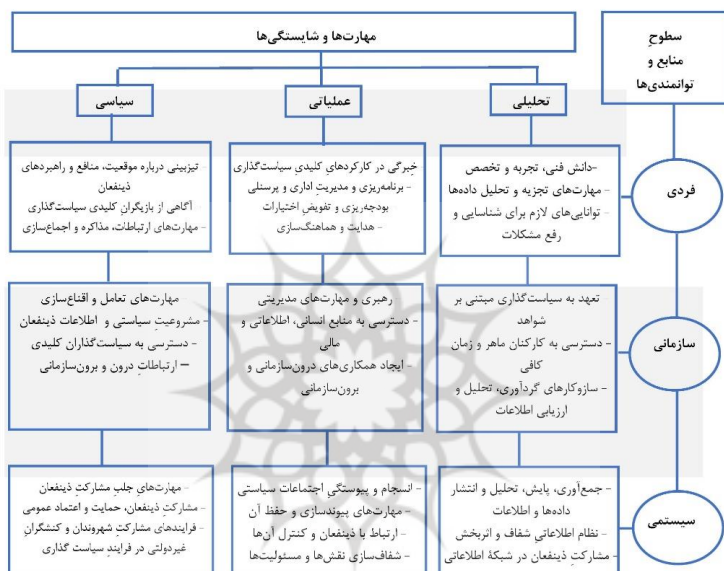 مهارت‌ها و شایستگی‌ها
سطوح
منابع و
توانمندی‌ها
تحلیلی
عملیاتی
سیاسی
فردی
-دانش فنی، تجربه و تخصص
مهارت‌های تجزیه و تحلیل داده‌ها-
توانایی‌های لازم برای شناسایی و-
رفع مشکلات
خبرگی در کارکردهای کلیدیِ سیاست‌گذاری
برنامه‌ریزی و مدیریتِ اداری و پرسنلی-
بودجه‌ریزی و تفویضِ اختیارات
هدایت و هماهنگ‌سازی-
تیزبینی درباره موقعیت، منافع و راهبردهای-
ذینفعان
آگاهی از بازیگرانِ کلیدی سیاست‌گذاری-
مهارت‌های ارتباطات، مذاکره و اجماع‌سازی-
سازمانی
تعهد به سیاست‌گذاری مبتنی بر
شواهد
دسترسی به کارکنان ماهر و زمان-
کافی
سازوکارهای گردآوری، تحلیل و-
ارزیابی اطلاعات
رهبری و مهارت‌های مدیریتی
دسترسی به منابع انسانی، اطلاعاتی و-
مالی
ایجاد همکاری‌های درون‌سازمانی و-
برون‌سازمانی
مهارت‌های تعامل و اقناع‌سازی
مشروعیتِ سیاستی و اطلاعات ذینفعان-
دسترسی به سیاست‌گذاران کلیدی-
ارتباطاتِ درون و برون‌سازمانی –
سیستمی
جمع‌آوری، پایش، تحلیل و انتشار-
داده‌ها و اطلاعات
نظام اطلاعاتیِ شفاف و اثربخش-
مشارکتِ ذینفعان در شبکهٔ اطلاعاتی-
انسجام و پیوستگیِ اجتماعات سیاستی
مهارت‌های پیوندسازی و حفظ آن-
ارتباط با ذینفعان و کنترل آن‌ها-
شفاف‌سازی نقش‌ها و مسئولیت‌ها-
مهارت‌هایِ جلبِ مشارکتِ ذینفعان-
مشارکتِ ذینفعان، حمایت و اعتماد عمومی-
فرایندهای مشارکتِ شهروندان و کنشگرانِ-
غیردولتی در فرایندِ سیاست گذاری